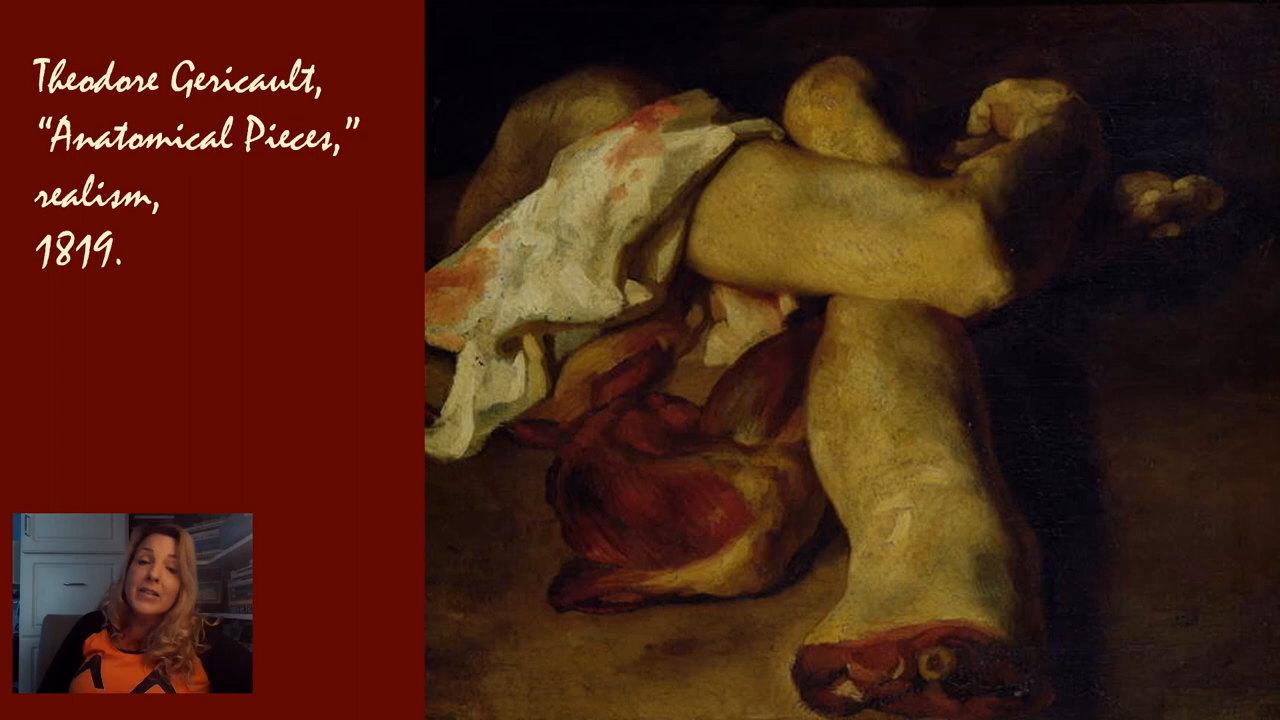 Theodore Gericault,
“Anatomical Pieces,”
realism,
1819.